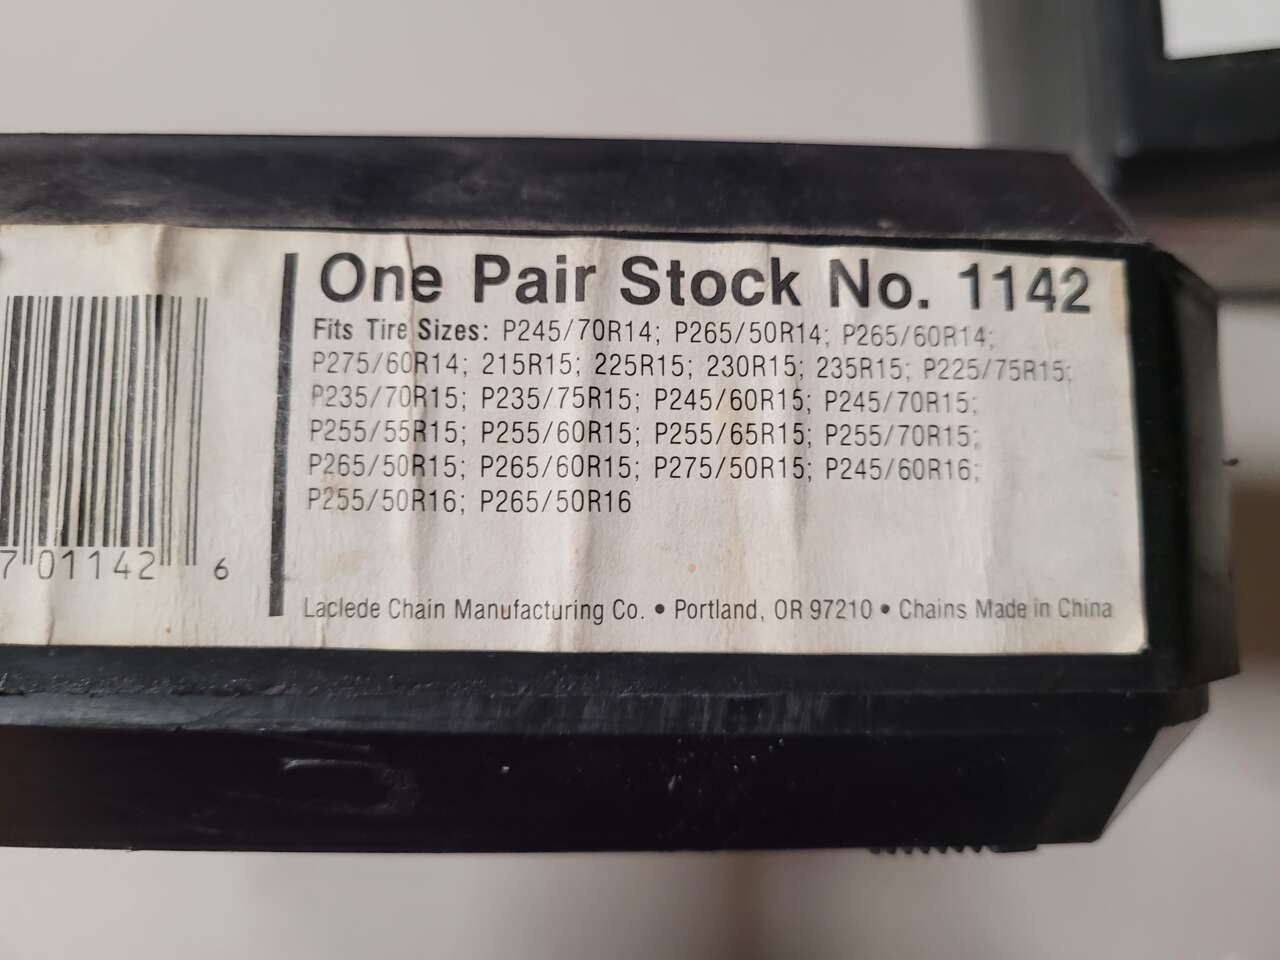 One Pair Stock No. 1142
Fits Tire Sizes: P245/70R14; P265/50R14; P265/60R14;
P275/60R14; 215R15; 225R15; 230R15; 235R15; P225/75R15;
P235/70R15; P235/75R15; P245/60R15; P245/70R15;
P255/55R15; P255/60R15; P255/65R15; P255/70R15;
P265/50R15; P265/60R15; P275/50R15; P245/60R16;
P255/50R16; P265/50R16
7 01142 6
Laclede Chain Manufacturing Co. • Portland, OR 97210 • Chains Made in China